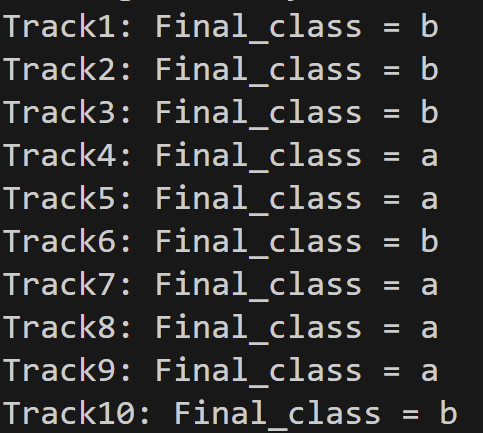 Track1: Final_class = b
Track2: Final_class = b
Track3: Final_class = b
Track4: Final_class = a
Track5: Final_class = a
Track6: Final_class = b
Track7: Final_class = a
Track8: Final_class = a
Track9: Final_class = a
Track10: Final_class = b